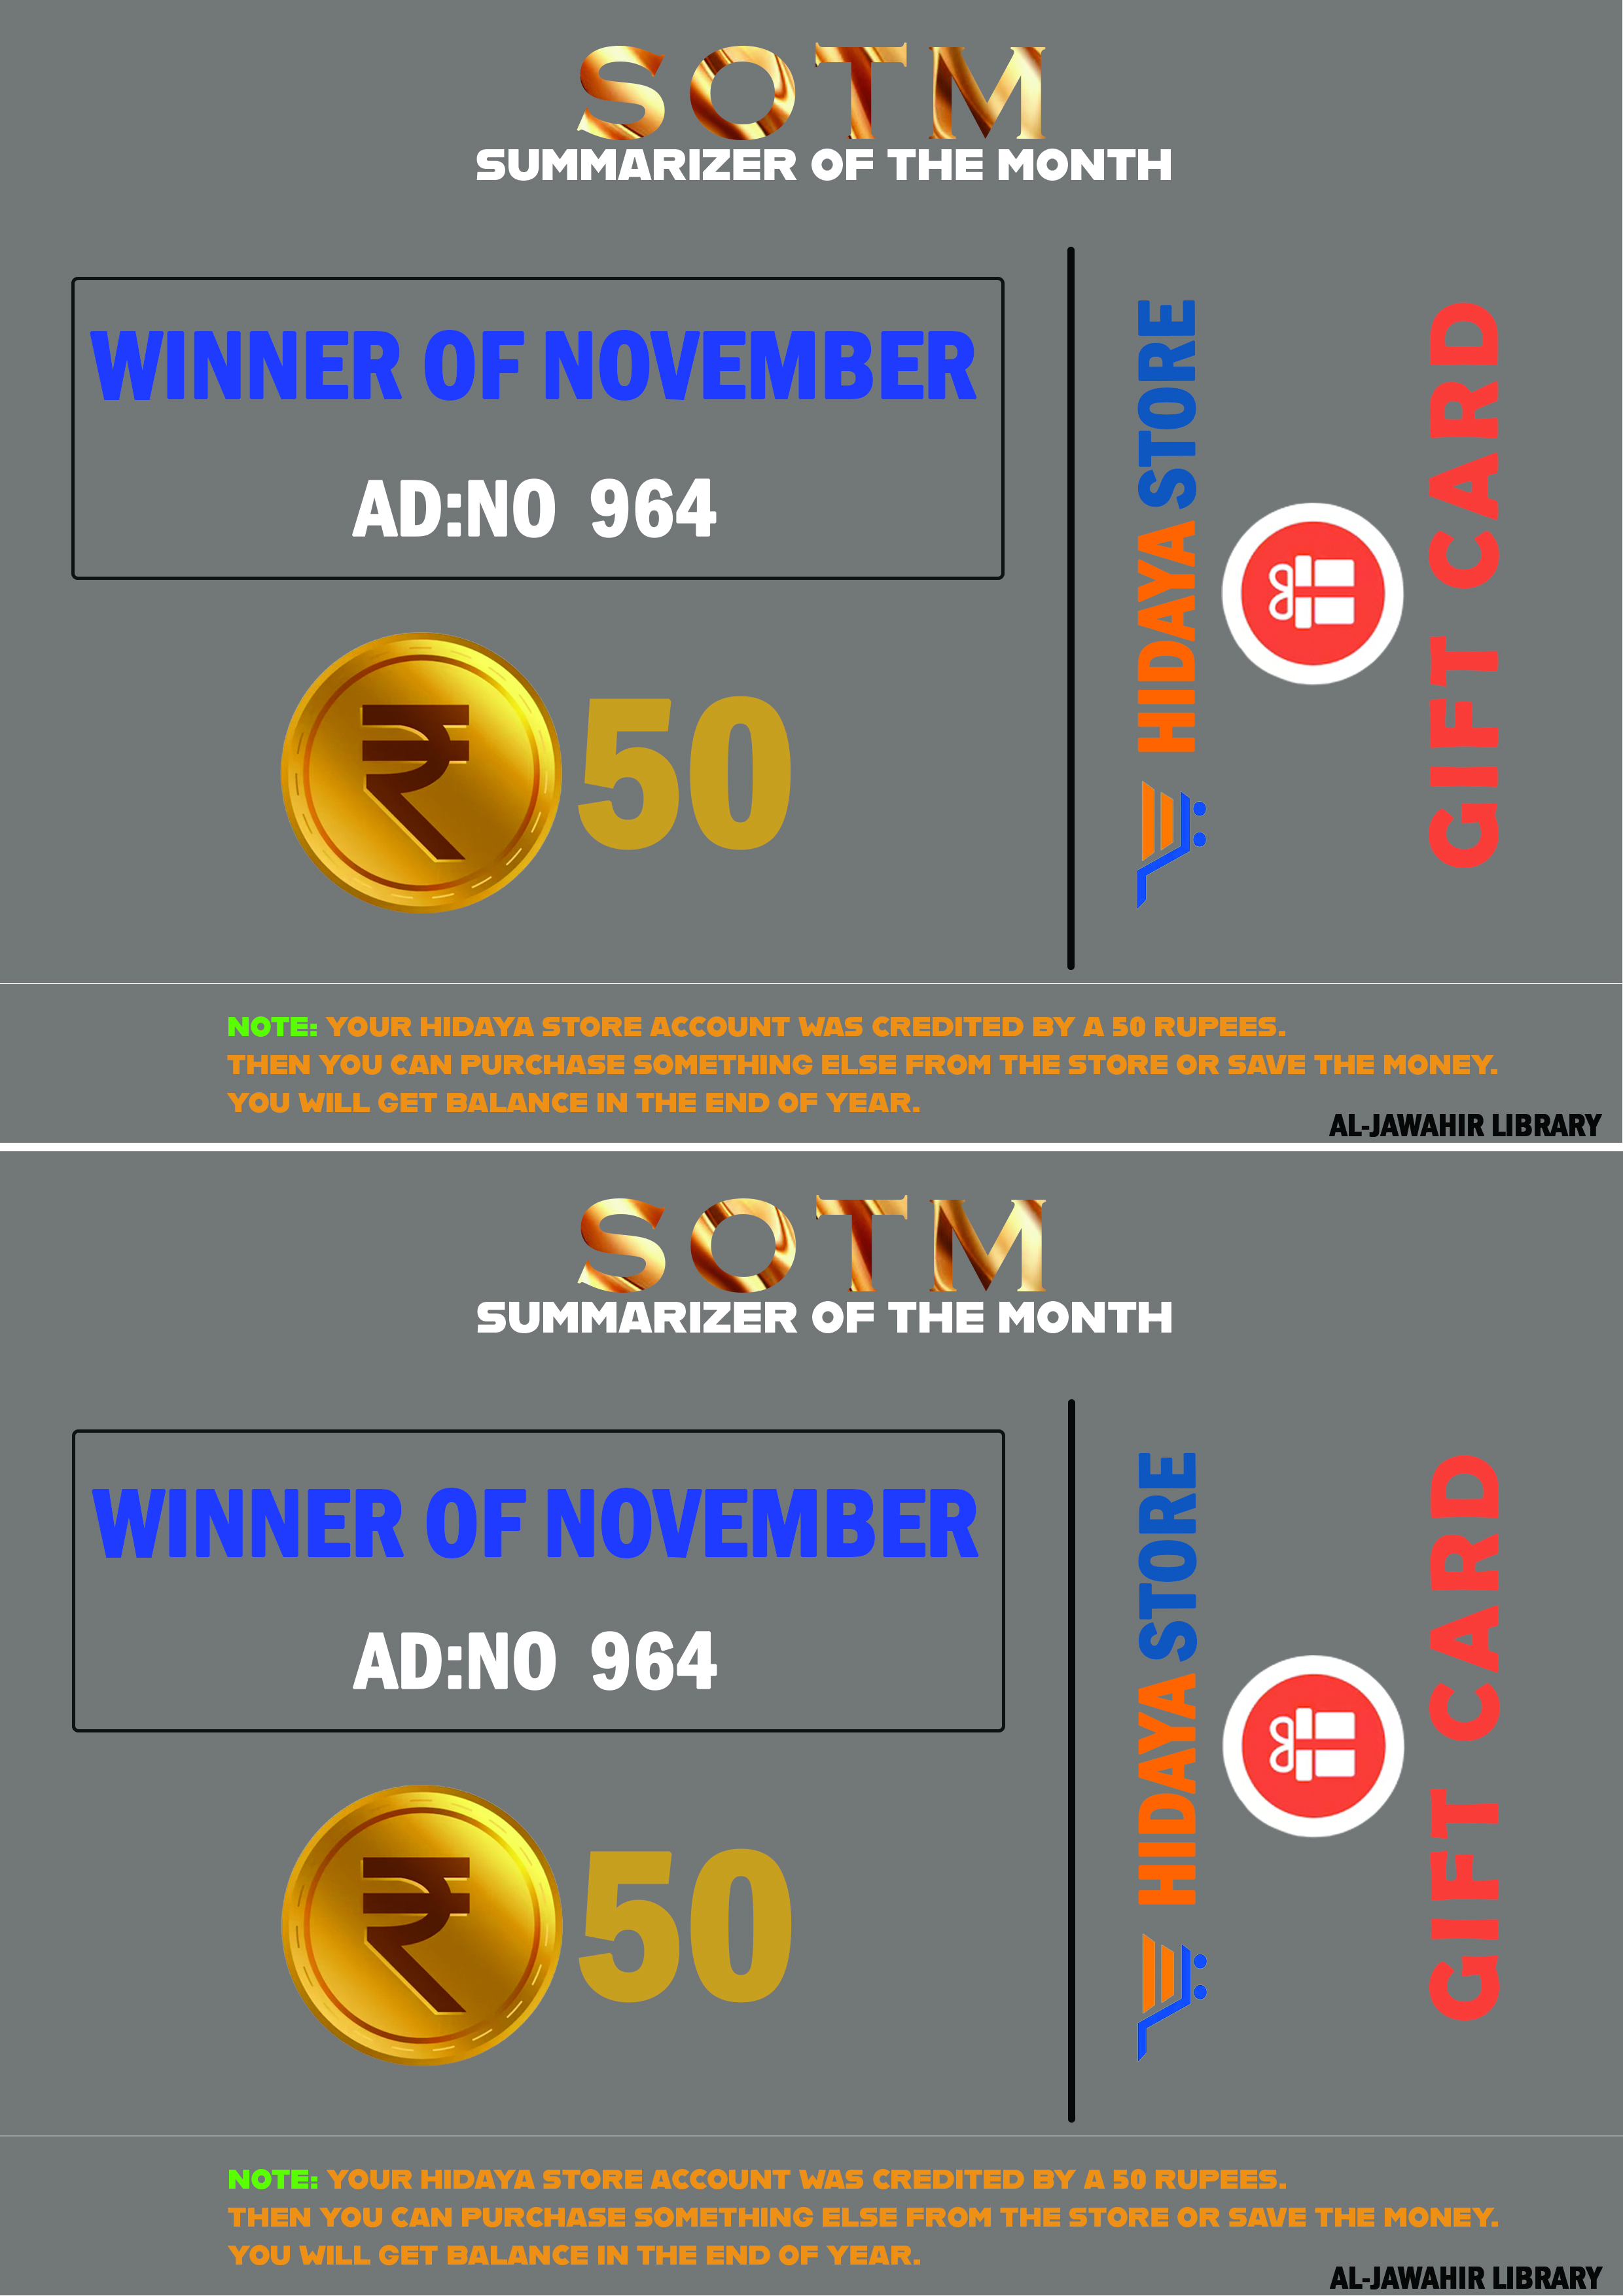 SOTM
SUMMARIZER OF THE MONTH
WINNER OF NOVEMBER
AD:NO 964
₹ 50
HIDAYA STORE
GIFT CARD
NOTE: YOUR HIDAYA STORE ACCOUNT WAS CREDITED BY A 50 RUPEES.
THEN YOU CAN PURCHASE SOMETHING ELSE FROM THE STORE OR SAVE THE MONEY.
YOU WILL GET BALANCE IN THE END OF YEAR.
AL-JAWAHIR LIBRARY
SOTM
SUMMARIZER OF THE MONTH
WINNER OF NOVEMBER
AD:NO 964
₹ 50
HIDAYA STORE
GIFT CARD
NOTE: YOUR HIDAYA STORE ACCOUNT WAS CREDITED BY A 50 RUPEES.
THEN YOU CAN PURCHASE SOMETHING ELSE FROM THE STORE OR SAVE THE MONEY.
YOU WILL GET BALANCE IN THE END OF YEAR.
AL-JAWAHIR LIBRARY